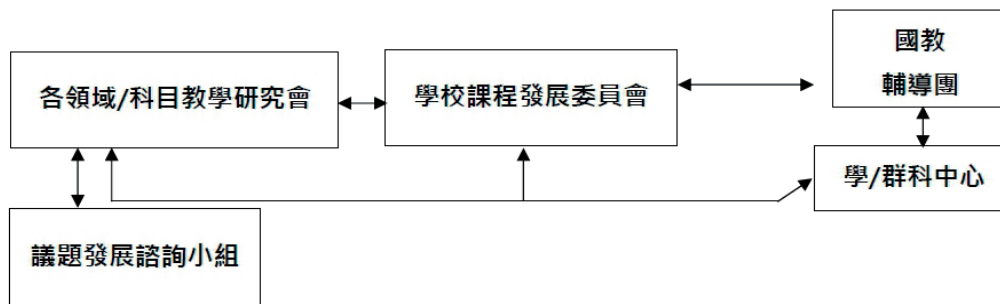 國教
輔導團
各領域/科目教學研究會
學校課程發展委員會
學/群科中心
議題發展諮詢小組